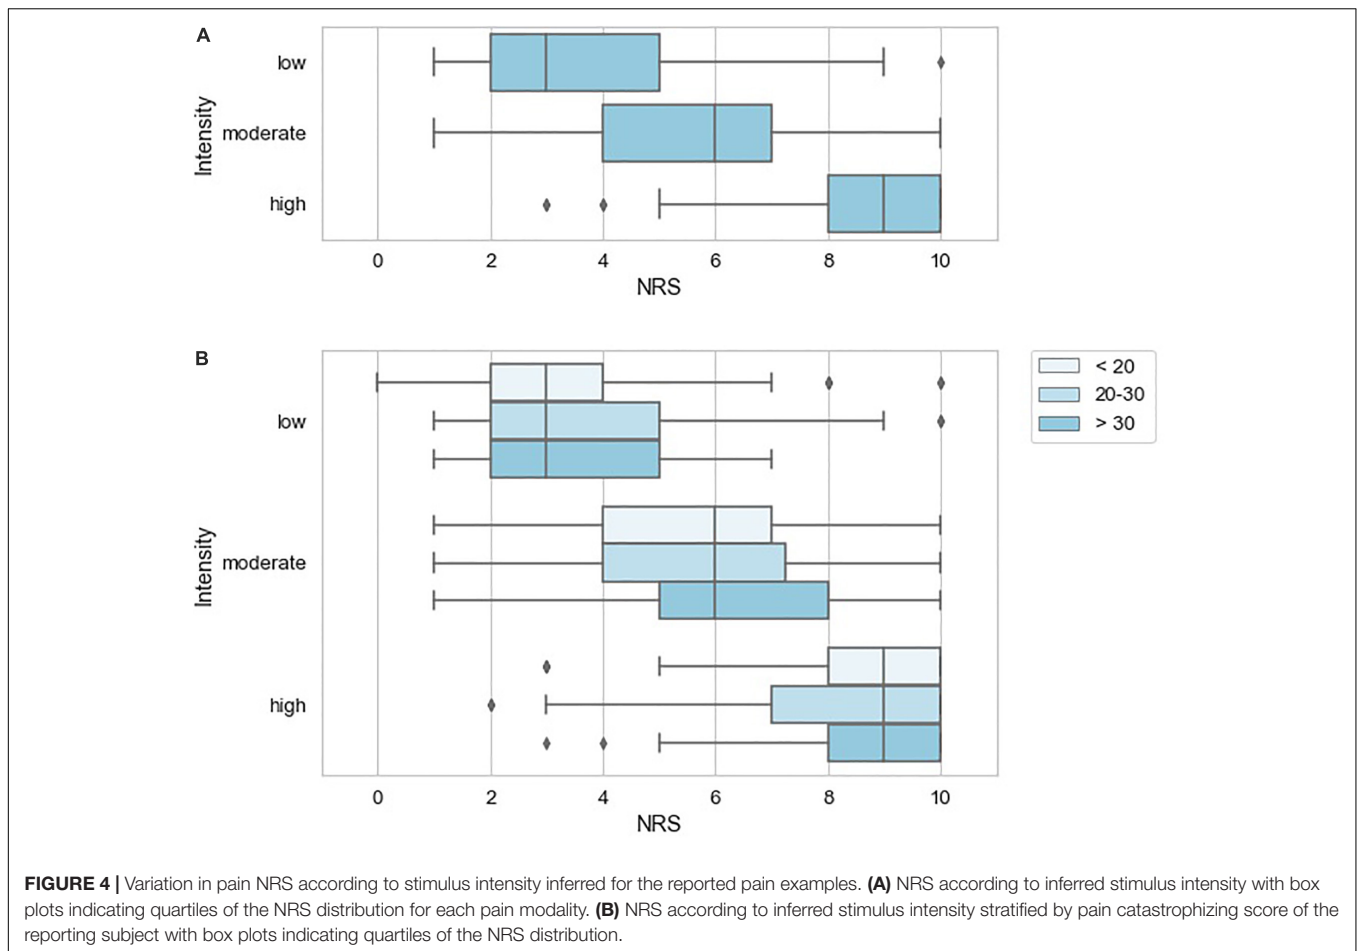 A
low
moderate
high
Intensity
0 2 4 6 8 10
NRS
B
< 20
20-30
> 30
low
moderate
high
Intensity
0 2 4 6 8 10
NRS
FIGURE 4 | Variation in pain NRS according to stimulus intensity inferred for the reported pain examples. (A) NRS according to inferred stimulus intensity with box
plots indicating quartiles of the NRS distribution for each pain modality. (B) NRS according to inferred stimulus intensity stratified by pain catastrophizing score of the
reporting subject with box plots indicating quartiles of the NRS distribution.